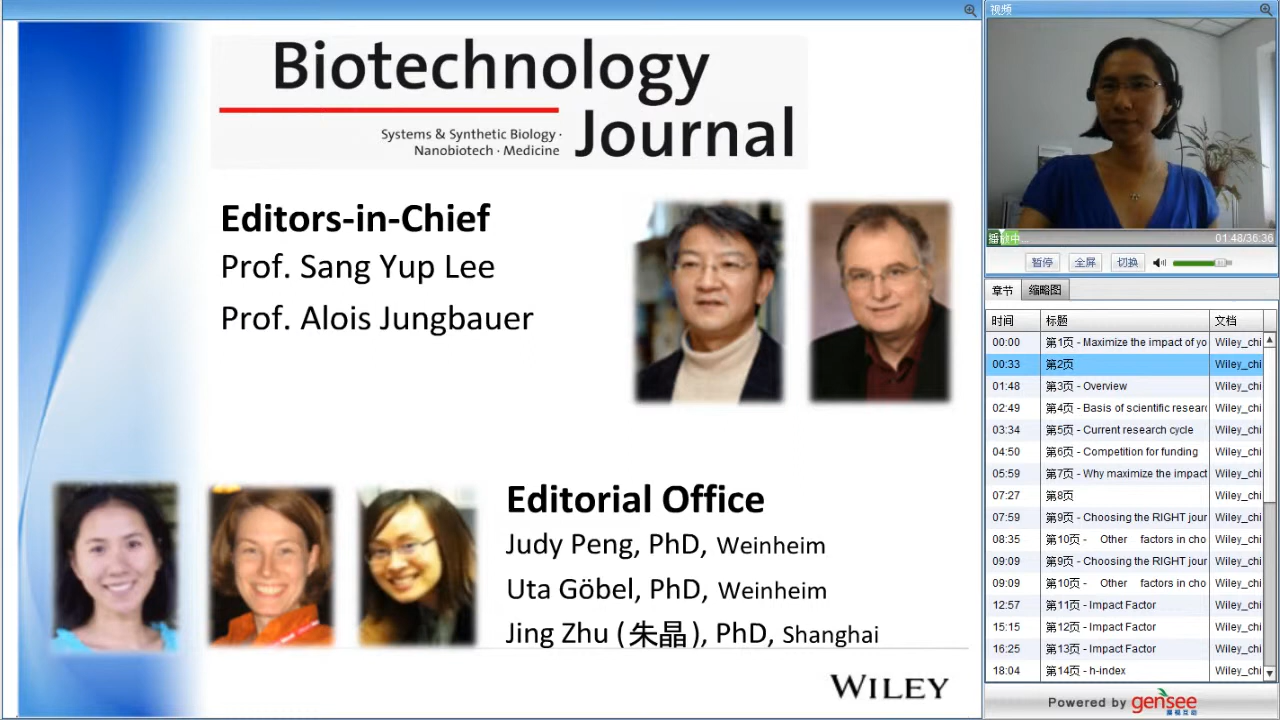 Biotechnology
Journal
Systems & Synthetic Biology ·
Nanobiotech · Medicine
Editors-in-Chief
Prof. Sang Yup Lee
Prof. Alois Jungbauer
Editorial Office
Judy Peng, PhD, Weinheim
Uta Göbel, PhD, Weinheim
Jing Zhu (朱晶), PhD, Shanghai
WILEY
视频
播放中... 01:48/36:36
暂停 全屏 切换
章节 缩略图
时间 标题 文档
00:00 第1页 - Maximize the impact of yo Wiley_chi
00:33 第2页 Wiley_chi
01:48 第3页 - Overview Wiley_chi
02:49 第4页 - Basis of scientific researc Wiley_chi
03:34 第5页 - Current research cycle Wiley_chi
04:50 第6页 - Competition for funding Wiley_chi
05:59 第7页 - Why maximize the impact Wiley_chi
07:27 第8页 Wiley_chi
07:59 第9页 - Choosing the RIGHT jour Wiley_chi
08:35 第10页 - Other factors in cho Wiley_chi
09:09 第9页 - Choosing the RIGHT jour Wiley_chi
09:09 第10页 - Other factors in cho Wiley_chi
12:57 第11页 - Impact Factor Wiley_chi
15:15 第12页 - Impact Factor Wiley_chi
16:25 第13页 - Impact Factor Wiley_chi
18:04 第14页 - h-index Wiley_chi
Powered by gensee
展视互动